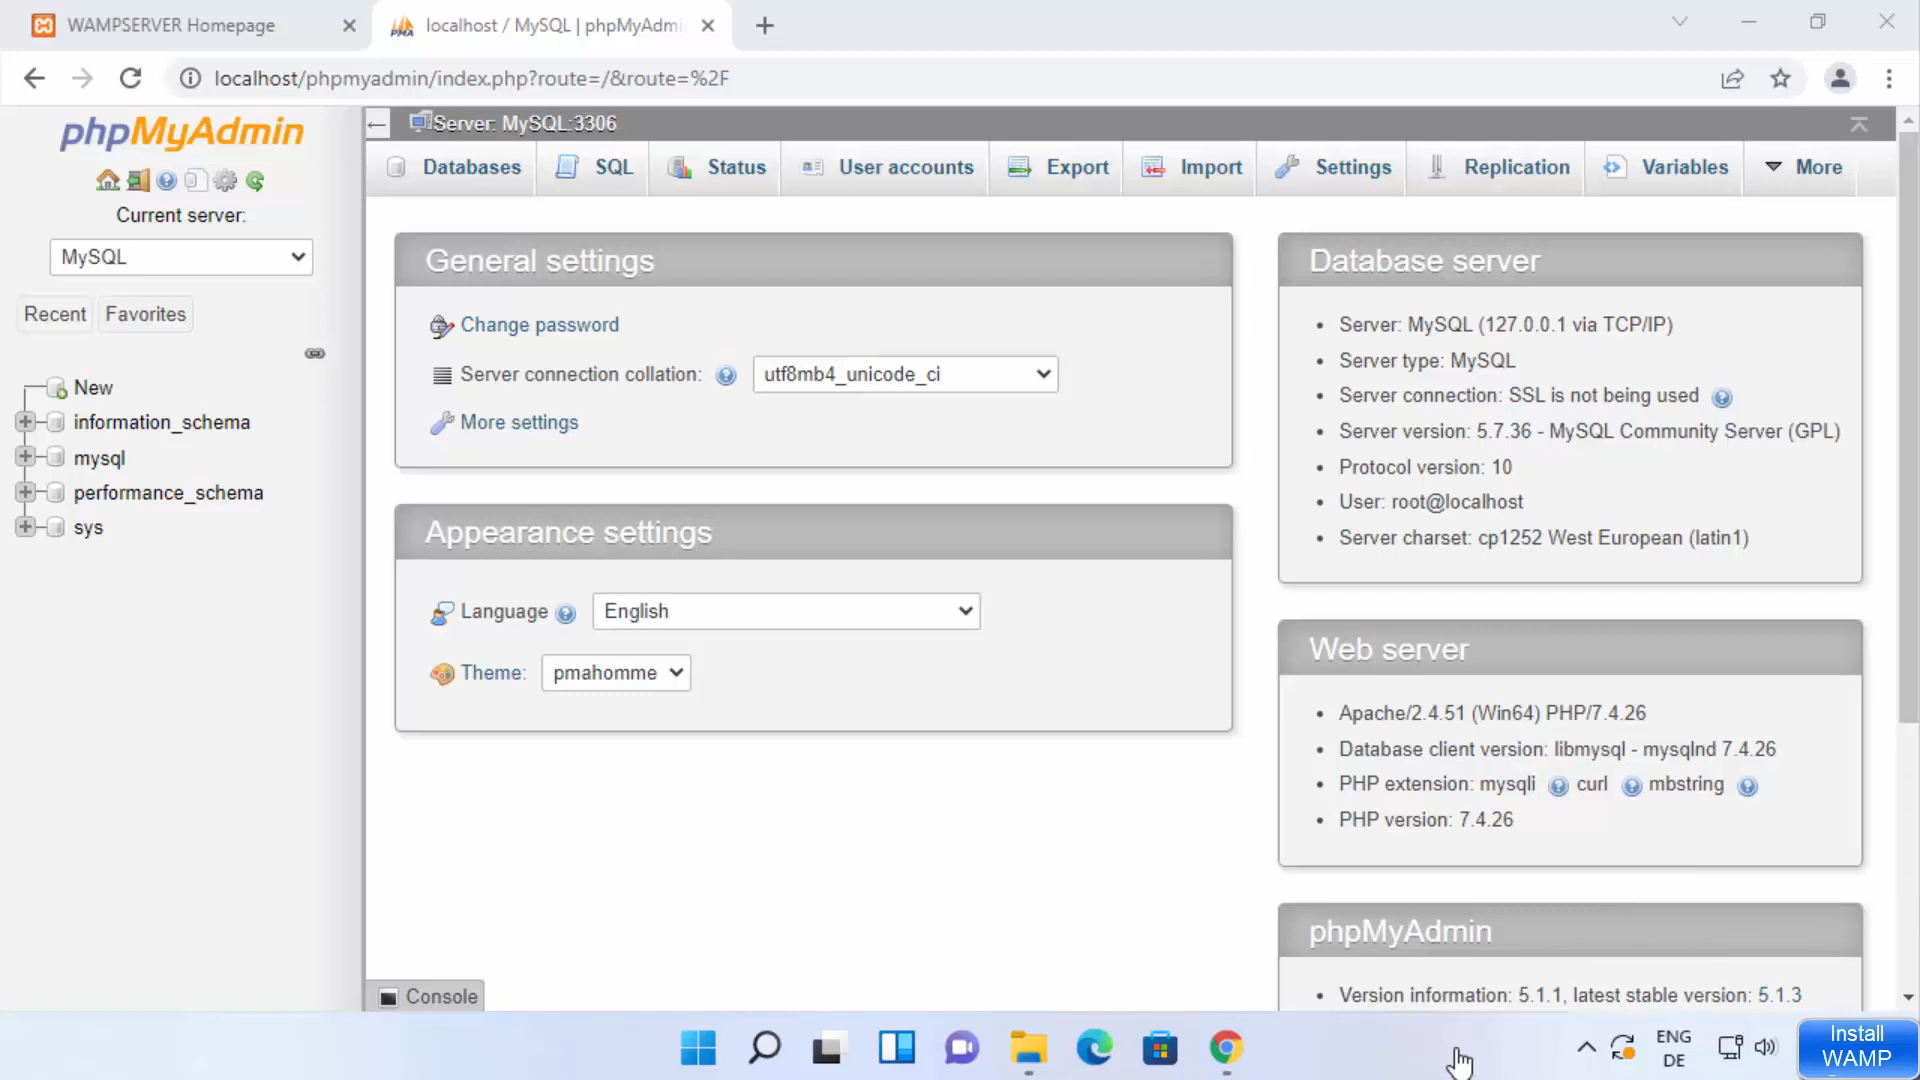 WAMPSERVER Homepage
localhost / MySQL | phpMyAdmi
localhost/phpmyadmin/index.php?route=/&route=%2F
phpMyAdmin
Current server:
MySQL
Recent
Favorites
New
information_schema
mysql
performance_schema
sys
Server: MySQL:3306
Databases
SQL
Status
User accounts
Export
Import
Settings
Replication
Variables
More
General settings
Change password
Server connection collation:
utf8mb4_unicode_ci
More settings
Appearance settings
Language
English
Theme:
pmahomme
Database server
Server: MySQL (127.0.0.1 via TCP/IP)
Server type: MySQL
Server connection: SSL is not being used
Server version: 5.7.36 - MySQL Community Server (GPL)
Protocol version: 10
User: root@localhost
Server charset: cp1252 West European (latin1)
Web server
Apache/2.4.51 (Win64) PHP/7.4.26
Database client version: libmysql - mysqlnd 7.4.26
PHP extension: mysqli curl mbstring
PHP version: 7.4.26
phpMyAdmin
Version information: 5.1.1, latest stable version: 5.1.3
Console
ENG
DE
Install
WAMP